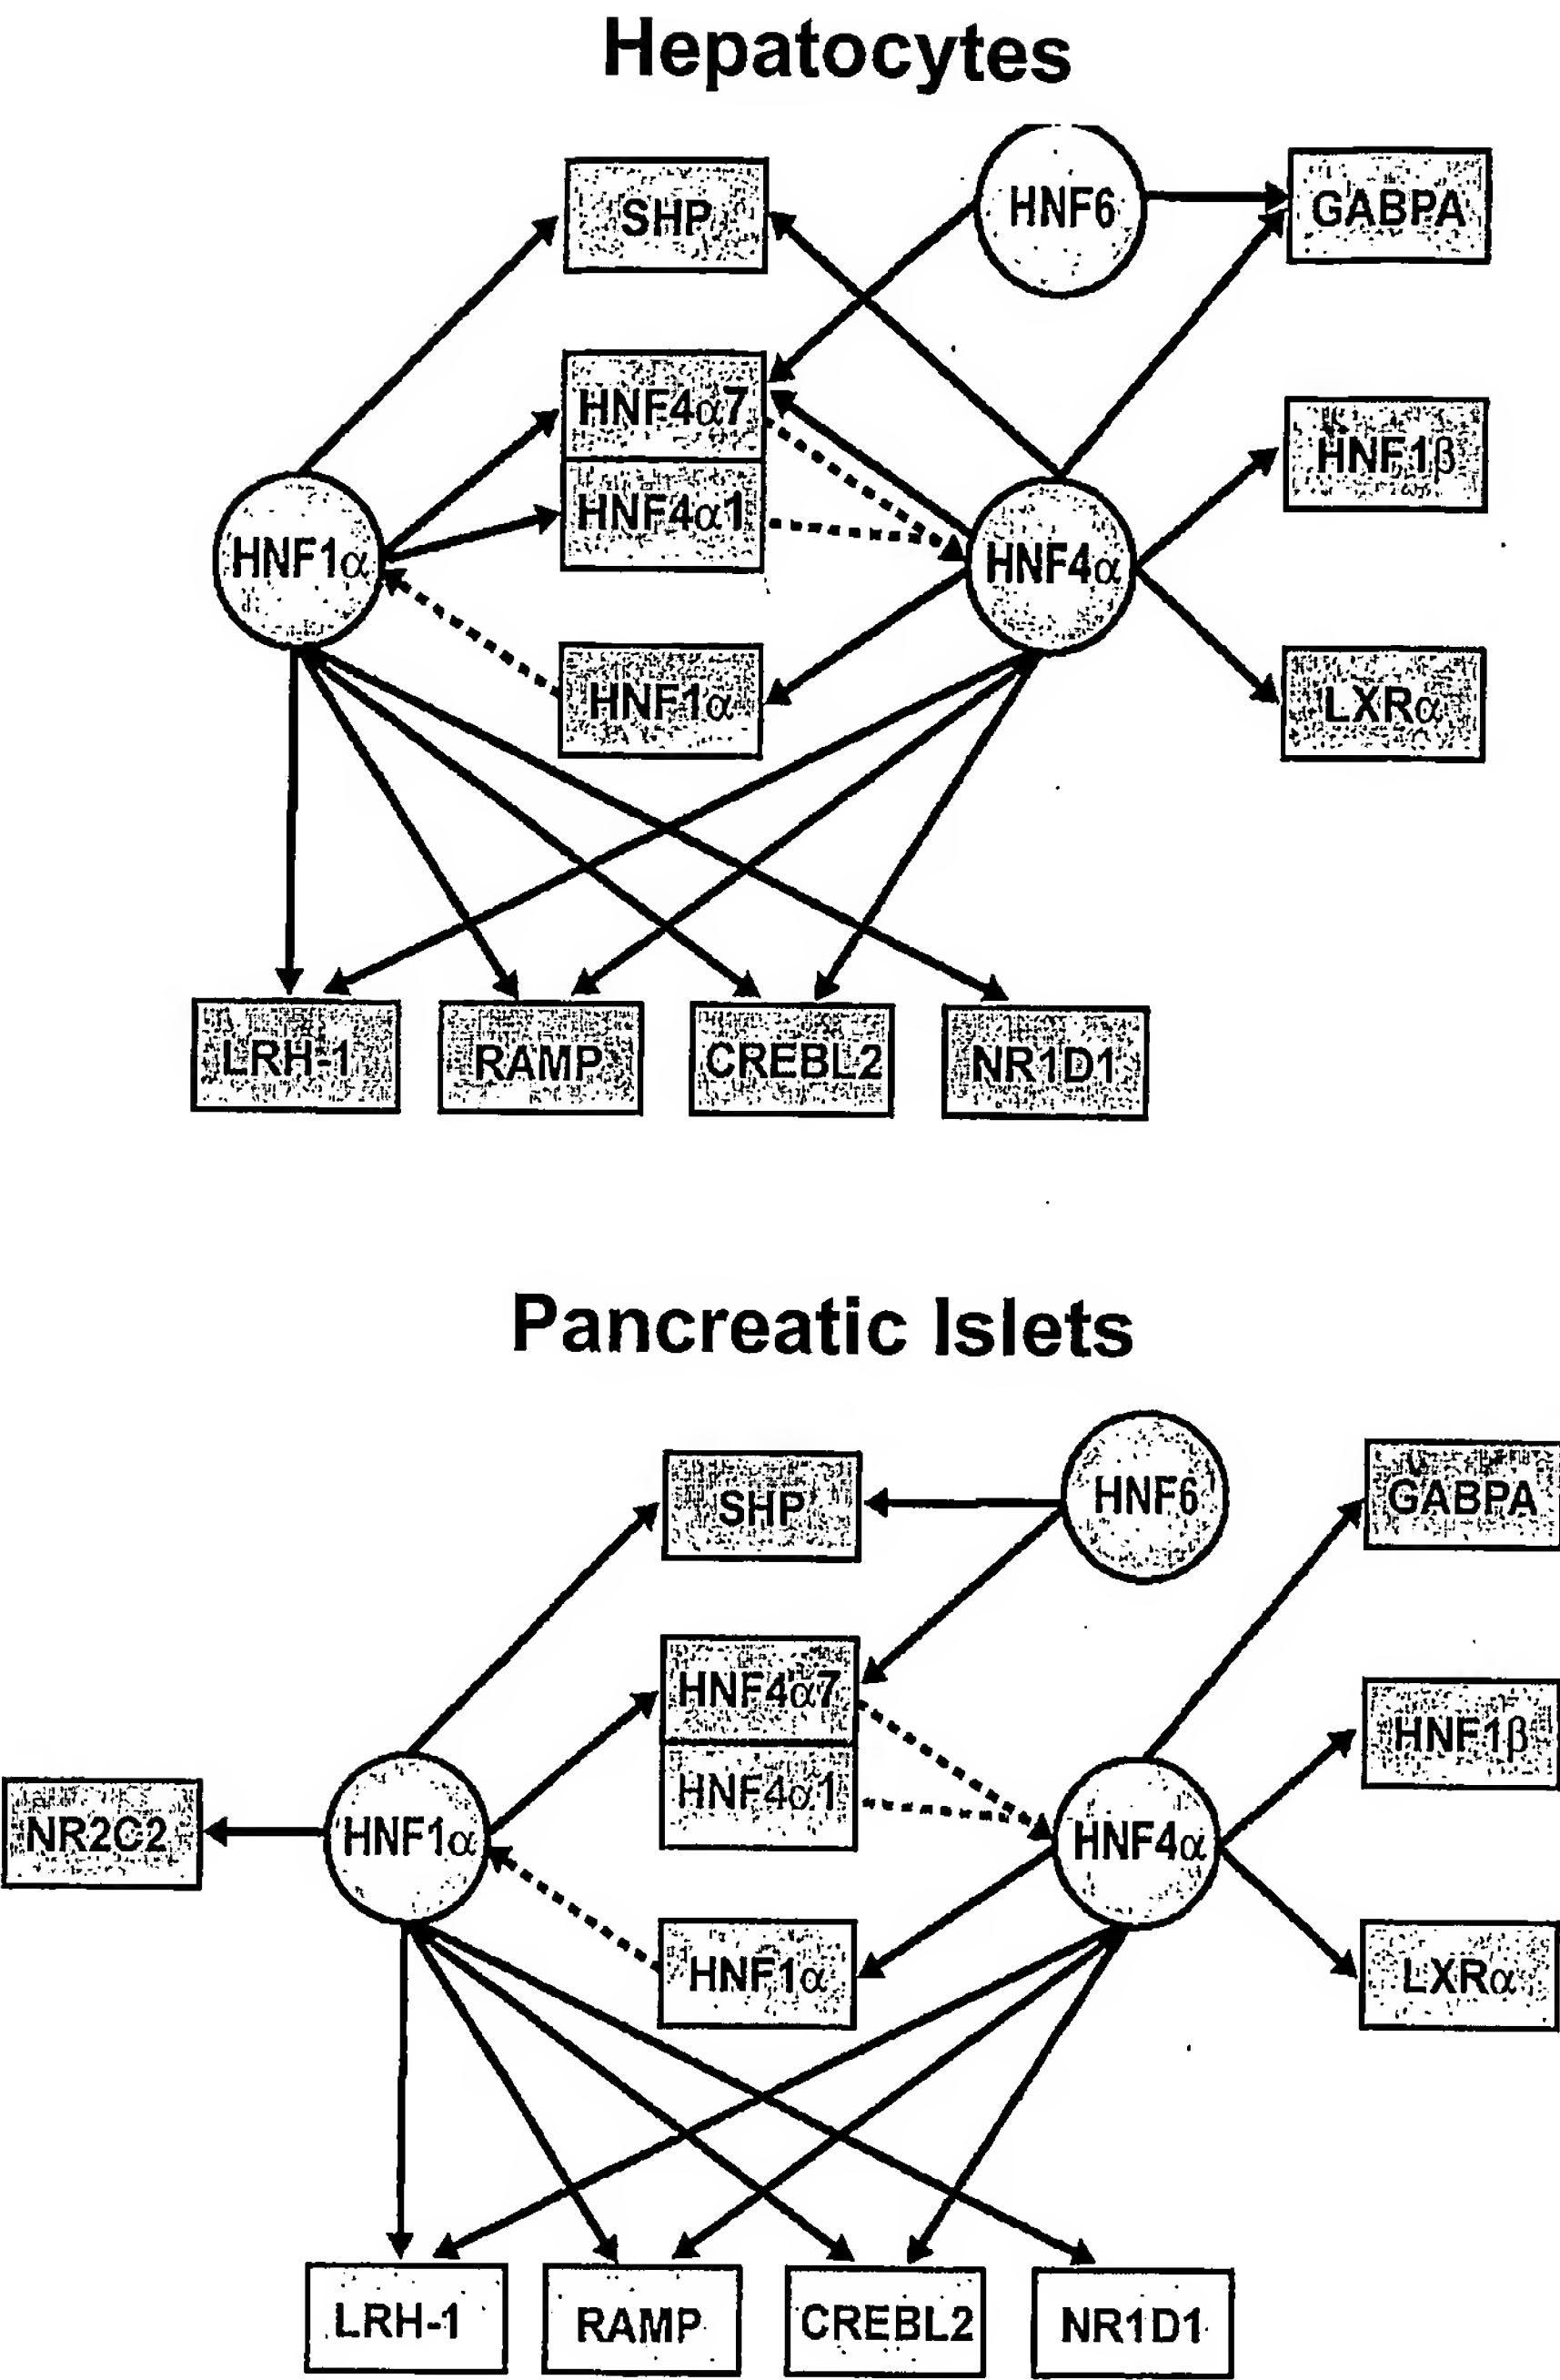 Hepatocytes
SHP
HNF6
GABPA
HNF4α7
HNF1β
HNF4α1
HNF1α
HNF4α
HNF1α
LXRα
LRH-1
RAMP
CREBL2
NR1D1
Pancreatic Islets
SHP
HNF6
GABPA
HNF4α7
HNF1β
HNF4α1
NR2C2
HNF1α
HNF4α
HNF1α
LXRα
LRH-1
RAMP
CREBL2
NR1D1